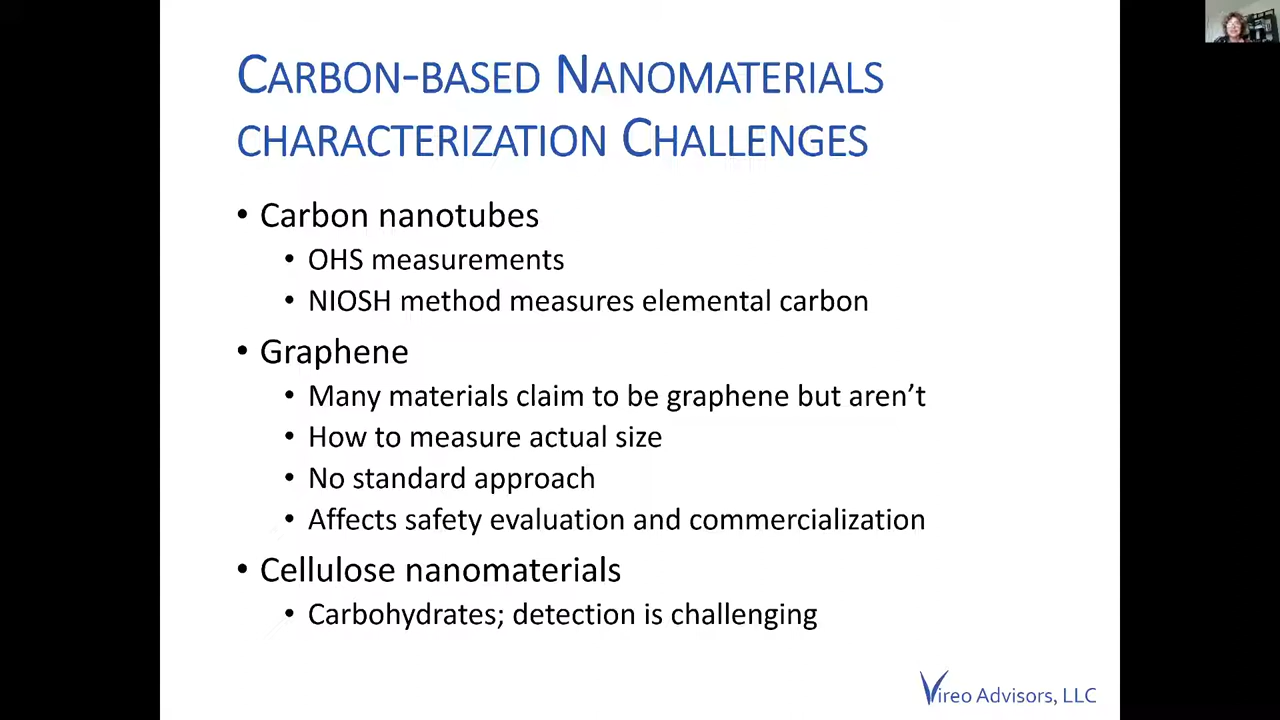 CARBON-BASED NANOMATERIALS
CHARACTERIZATION CHALLENGES
• Carbon nanotubes
• OHS measurements
• NIOSH method measures elemental carbon
• Graphene
• Many materials claim to be graphene but aren’t
• How to measure actual size
• No standard approach
• Affects safety evaluation and commercialization
• Cellulose nanomaterials
• Carbohydrates; detection is challenging
Vireo Advisors, LLC